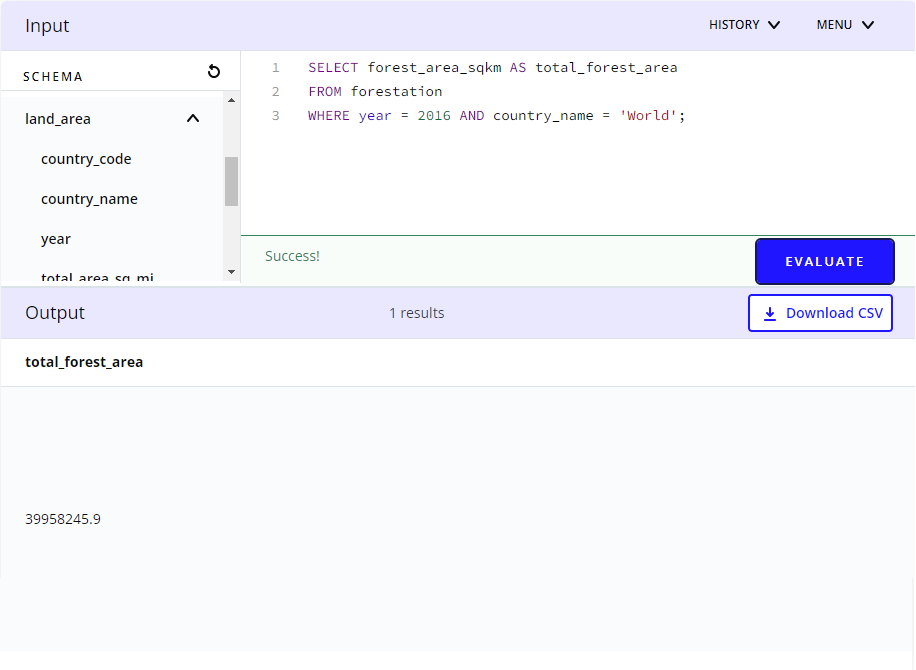 Input
HISTORY
MENU
SCHEMA
land_area
country_code
country_name
year
total_area_sq_mi
1 SELECT forest_area_sqkm AS total_forest_area
2 FROM forestation
3 WHERE year = 2016 AND country_name = 'World';
Success!
EVALUATE
Output
1 results
Download CSV
total_forest_area
39958245.9